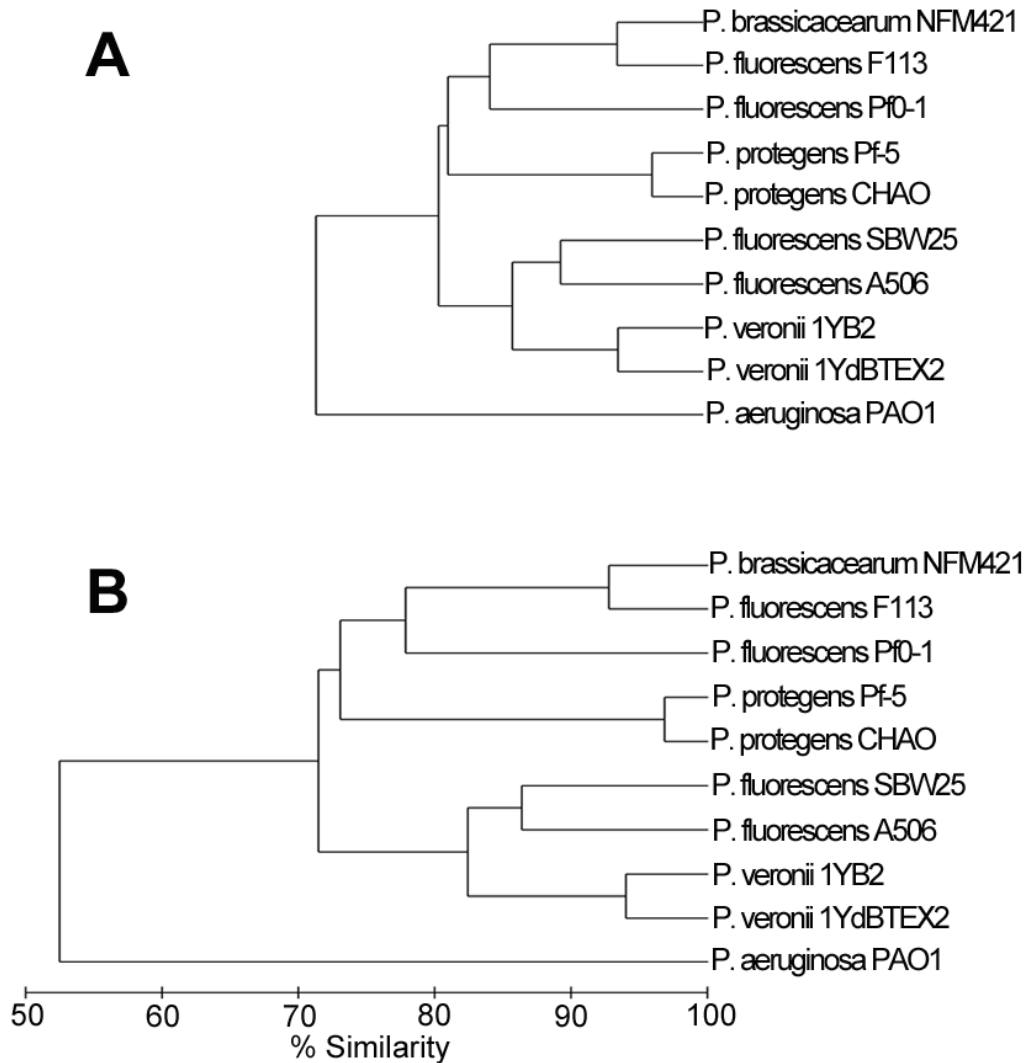 A
P. brassicacearum NFM421
P. fluorescens F113
P. fluorescens Pf0-1
P. protegens Pf-5
P. protegens CHAO
P. fluorescens SBW25
P. fluorescens A506
P. veronii 1YB2
P. veronii 1YdBTEX2
P. aeruginosa PAO1
B
P. brassicacearum NFM421
P. fluorescens F113
P. fluorescens Pf0-1
P. protegens Pf-5
P. protegens CHAO
P. fluorescens SBW25
P. fluorescens A506
P. veronii 1YB2
P. veronii 1YdBTEX2
P. aeruginosa PAO1
50 60 70 80 90 100
% Similarity